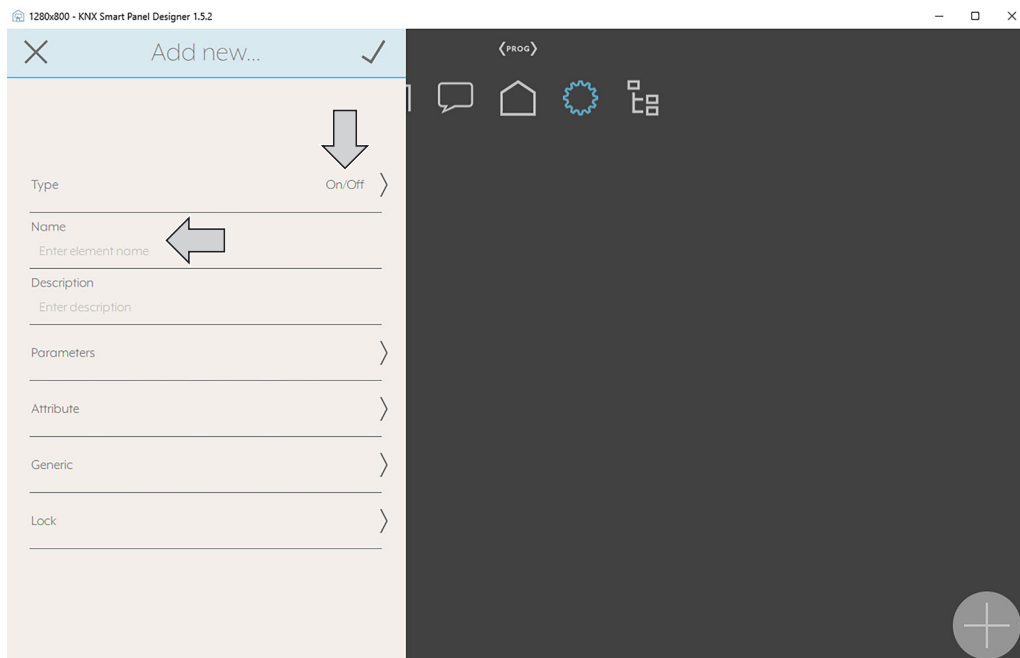 1280x800 - KNX Smart Panel Designer 1.5.2
Add new...
PROG
Type
On/Off
Name
Enter element name
Description
Enter description
Parameters
Attribute
Generic
Lock